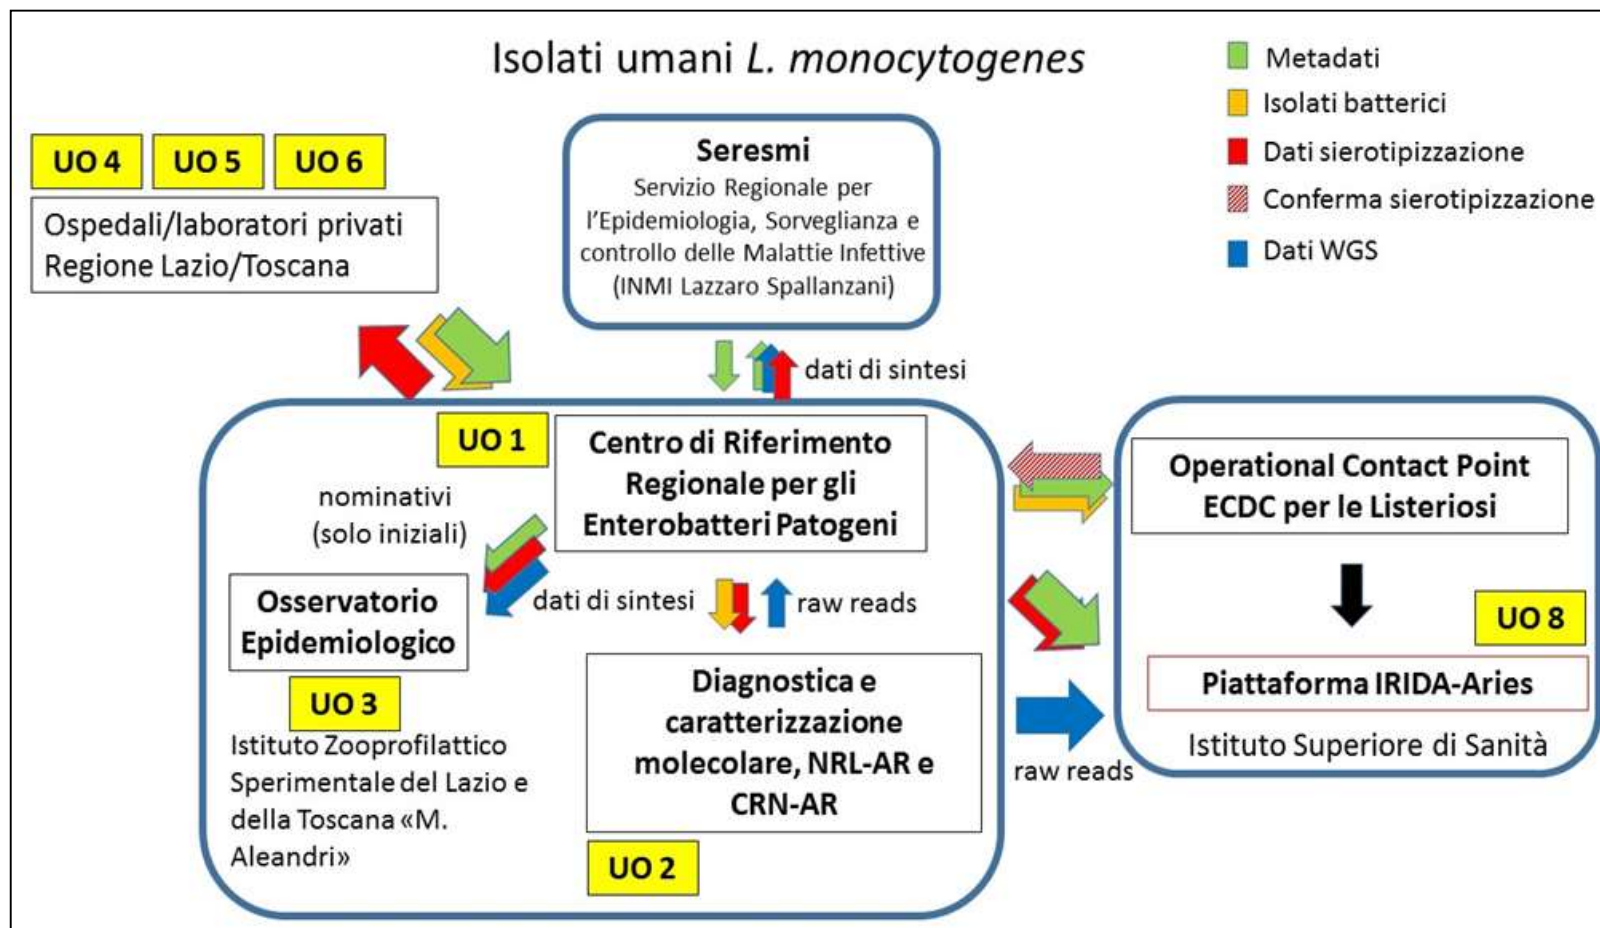 Isolati umani L. monocytogenes
Metadati
Isolati batterici
Dati sierotipizzazione
Conferma sierotipizzazione
Dati WGS
UO 4
UO 5
UO 6
Ospedali/laboratori privati
Regione Lazio/Toscana
Seresmi
Servizio Regionale per
l’Epidemiologia, Sorveglianza e
controllo delle Malattie Infettive
(INMI Lazzaro Spallanzani)
dati di sintesi
UO 1
Centro di Riferimento
Regionale per gli
Enterobatteri Patogeni
nominativi
(solo iniziali)
dati di sintesi
raw reads
Osservatorio
Epidemiologico
UO 3
Istituto Zooprofilattico
Sperimentale del Lazio e
della Toscana «M.
Aleandri»
Diagnostica e
caratterizzazione
molecolare, NRL-AR e
CRN-AR
UO 2
raw reads
Operational Contact Point
ECDC per le Listeriosi
UO 8
Piattaforma IRIDA-Aries
Istituto Superiore di Sanità